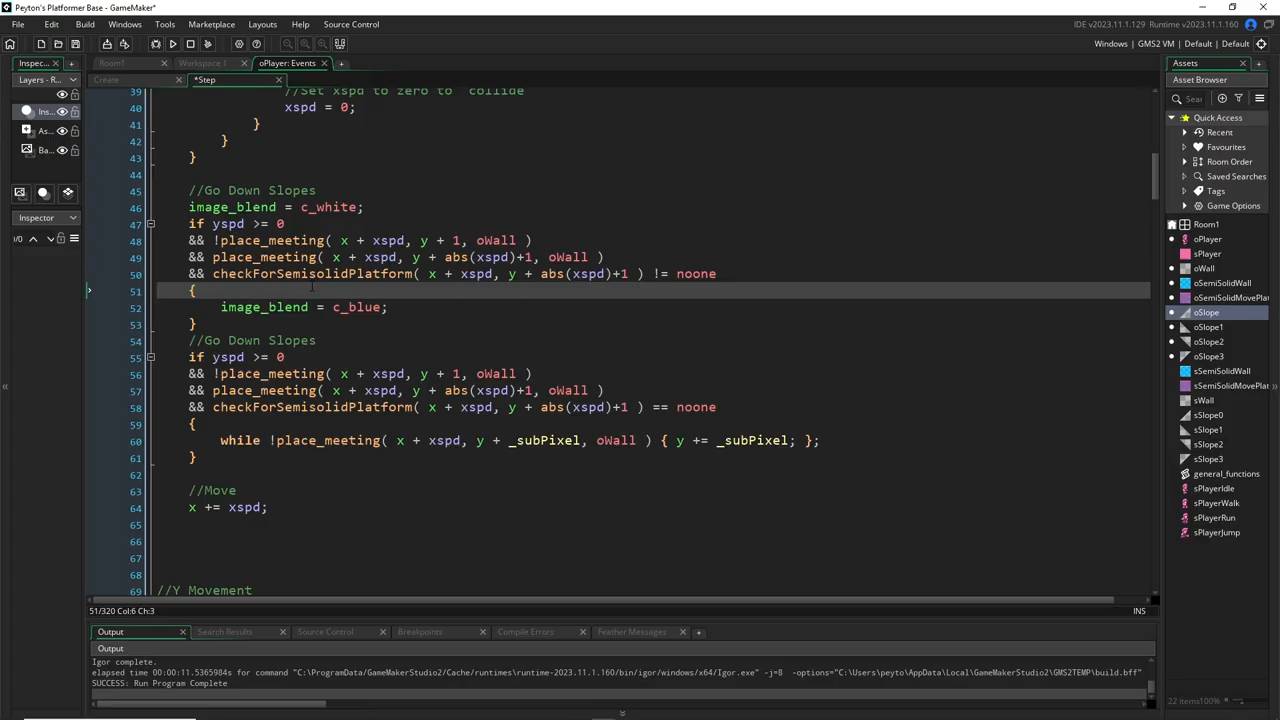 Peyton's Platformer Base - GameMaker*
File Edit Build Windows Tools Marketplace Layouts Help Source Control
IDE v2023.11.1.129 Runtime v2023.11.1.160
Windows | GMS2 VM | Default | Default
Inspec...
Room1
Workspace 1
oPlayer: Events
Assets
Layers - R...
Create
*Step
Asset Browser
Ins...
As...
Ba...
Inspector
Sear
Quick Access
Recent
Favourites
Room Order
Saved Searches
Tags
Game Options
Room1
oPlayer
sPlayer
oWall
oSemiSolidWall
oSemiSolidMovePla
oSlope
oSlope1
oSlope2
oSlope3
sSemiSolidWall
sSemiSolidMovePla
sWall
sSlope0
sSlope1
sSlope2
sSlope3
general_functions
sPlayerIdle
sPlayerWalk
sPlayerRun
sPlayerJump
22 items 100%
39 //Set xspd to zero to  collide
40 xspd = 0;
41 }
42 }
43 }
44
45 //Go Down Slopes
46 image_blend = c_white;
47 if yspd >= 0
48 && !place_meeting( x + xspd, y + 1, oWall )
49 && place_meeting( x + xspd, y + abs(xspd)+1, oWall )
50 && checkForSemisolidPlatform( x + xspd, y + abs(xspd)+1 ) != noone
51 {
52 image_blend = c_blue;
53 }
54 //Go Down Slopes
55 if yspd >= 0
56 && !place_meeting( x + xspd, y + 1, oWall )
57 && place_meeting( x + xspd, y + abs(xspd)+1, oWall )
58 && checkForSemisolidPlatform( x + xspd, y + abs(xspd)+1 ) == noone
59 {
60 while !place_meeting( x + xspd, y + _subPixel, oWall ) { y += _subPixel; };
61 }
62
63 //Move
64 x += xspd;
65
66
67
68
69 //Y Movement
51/320 Col:6 Ch:3
INS
Output
Search Results
Source Control
Breakpoints
Compile Errors
Feather Messages
Output
Igor complete.
elapsed time 00:00:11.5365984s for command "C:\ProgramData/GameMakerStudio2/Cache/runtimes\runtime-2023.11.1.160/bin/igor/windows/x64/Igor.exe" -j=8 -options="C:\Users\peyto\AppData\Local\GameMakerStudio2\GMS2TEMP\build.bff"
SUCCESS: Run Program Complete